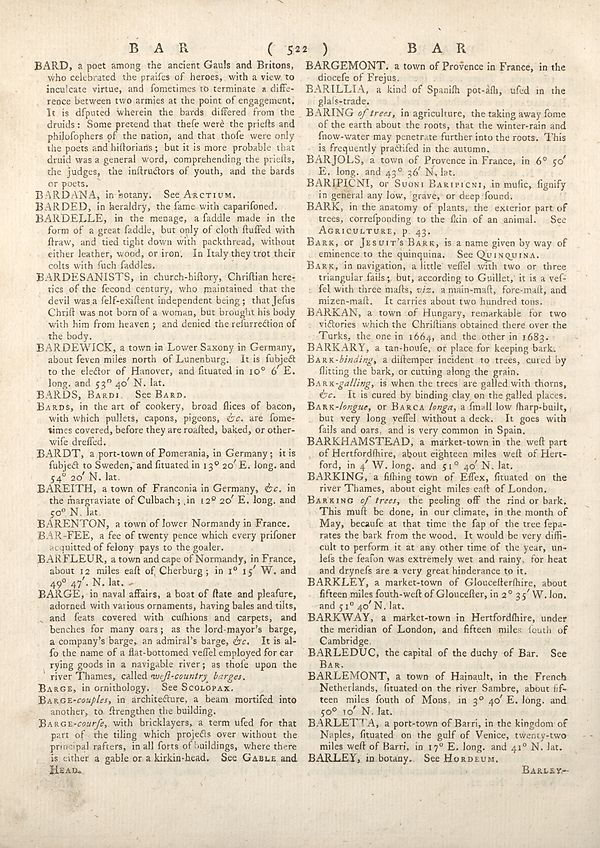 B A R ( 522 ) B A R
BARD, a poet among the ancient Gauls and Britons,
who celebrated the praiſes of heroes, with a view to
inculcate virtue, and ſometimes to terminate a diffe-
rence between two armies at the point of engagement.
It is diſputed wherein the bards differed from the
druids: Some pretend that theſe were the prieſts and
philoſophers of the nation, and that thoſe were only
the poets and hiſtorians; but it is more probable that
druid was a general word, comprehending the prieſts,
the judges, the inſtructors of youth, and the bards
or poets.
BARDANA, in botany. See ARCTIUM.
BARDED, in heraldry, the ſame with capariſoned.
BARDELLE, in the menage, a ſaddle made in the
form of a great ſaddle, but only of cloth ſtuffed with
ſtraw, and tied tight down with packthread, without
either leather, wood, or iron. In Italy they trot their
colts with ſuch ſaddles.
BARDESANISTS, in church-hiſtory, Chriſtian here-
tics of the ſecond century, who maintained that the
devil was a ſelf-exiſtent independent being; that Jeſus
Chriſt was not born of a woman, but brought his body
with him from heaven; and denied the reſurrection of
the body.
BARDEWICK, a town in Lower Saxony in Germany,
about ſeven miles north of Lunenburg. It is ſubject
to the elector of Hanover, and ſituated in 10° 6′ E.
long. and 53° 40′ N. lat.
BARDS, BARDI. See BARD.
BARDS, in the art of cookery, broad ſlices of bacon,
with which pullets, capons, pigeons, &c. are ſome-
times covered, before they are roaſted, baked, or other-
wiſe dreſſed.
BARDT, a port-town of Pomerania, in Germany; it is
ſubject to Sweden, and ſituated in 13° 20′ E. long. and
54° 20′ N. lat.
BAREITH, a town of Franconia in Germany, &c. in
the margraviate of Culbach; in 12° 20′ E. long. and
50° N. lat.
BARENTON, a town of lower Normandy in France.
BAR-FEE, a fee of twenty pence which every priſoner
acquitted of felony pays to the goaler.
BARFLEUR, a town and cape of Normandy, in France,
about 12 miles eaſt of Cherburg; in 1° 15′ W. and
49° 47′. N. lat.
BARGE, in naval affairs, a boat of ſtate and pleaſure,
adorned with various ornaments, having bales and tilts,
and ſeats covered with cuſhions and carpets, and
benches for many oars; as the lord-mayor's barge,
a company's barge, an admiral's barge, &c. It is al-
ſo the name of a flat-bottomed veſſel employed for car
rying goods in a navigable river; as thoſe upon the
river Thames, called weſt-country barges.
BARGE, in ornithology. See SCOLOPAX.
BARGE-couples, in architecture, a beam mortiſed into
another, to ſtrengthen the building.
BARGE-courſe, with bricklayers, a term uſed for that
part of the tiling which projects over without the
principal rafters, in all ſorts of buildings, where there
is either a gable or a kirkin-head. See GABLE and
HEAD.
BARGEMONT. a town of Provence in France, in the
dioceſe of Frejus.
BARILLIA, a kind of Spaniſh pot-aſh, uſed in the
glaſs-trade.
BARING of trees, in agriculture, the taking away ſome
of the earth about the roots, that the winter-rain and
ſnow-water may penetrate further into the roots. This
is frequently practiſed in the autumn.
BARJOLS, a town of Provence in France, in 6° 50′
E. long. and 43° 36′ N. lat.
BARIPICNI, or SUONI BARIPICNI, in muſic, ſignify
in general any low, grave, or deep ſound.
BARK, in the anatomy of plants, the exterior part of
trees, correſponding to the ſkin of an animal. See
AGRICULTURE, p. 43.
BARK, or JESUIT'S BARK, is a name given by way of
eminence to the quinquina. See QUINQUINA.
BARK, in navigation, a little veſſel with two or three
triangular ſails; but, according to Guillet, it is a veſ-
ſel with three maſts, viz. a main-maſt, fore-maſt, and
mizen-maſt. It carries about two hundred tons.
BARKAN, a town of Hungary, remarkable for two
victories which the Chriſtians obtained there over the
Turks, the one in 1664, and the other in 1683.
BARKARY, a tan-houſe, or place for keeping bark.
BARK-binding, a diſtemper incident to trees, cured by
ſlitting the bark, or cutting along the grain.
BARK-galling, is when the trees are galled with thorns,
&c. It is cured by binding clay on the galled places.
BARK-longue, or BARCA longa, a ſmall low ſharp-built,
but very long veſſel without a deck. It goes with
ſails and oars, and is very common in Spain.
BARKHAMSTEAD, a market-town in the weſt part
of Hertfordſhire, about eighteen miles weſt of Hert-
ford, in 4′ W. long. and 51° 40′ N. lat.
BARKING, a fiſhing town of Eſſex, ſituated on the
river Thames, about eight miles eaſt of London.
BARKING of trees, the peeling off the rind or bark.
This muſt be done, in our climate, in the month of
May, becauſe at that time the ſap of the tree ſepa-
rates the bark from the wood. It would be very diffi-
cult to perform it at any other time of the year, un-
leſs the ſeaſon was extremely wet and rainy, for heat
and dryneſs are a very great hinderance to it.
BARKLEY, a market-town of Glouceſterſhire, about
fifteen miles ſouth-weſt of Glouceſter, in 2° 35′ W. lon.
and 51° 40′ N. lat.
BARKWAY, a market-town in Hertfordſhire, under
the meridian of London, and fifteen miles ſouth of
Cambridge.
BARLEDUC, the capital of the duchy of Bar. See
BAR.
BARLEMONT, a town of Hainault, in the French
Netherlands, ſituated on the river Sambre, about fif-
teen miles ſouth of Mons, in 3° 40′ E. long. and
50° 10′ N. lat.
BARLETTA, a port-town of Barri, in the kingdom of
Naples, ſituated on the gulf of Venice, twenty-two
miles weſt of Barri, in 17° E. long. and 41° N. lat.
BARLEY, in botany. See HORDEUM.
BARLEY-